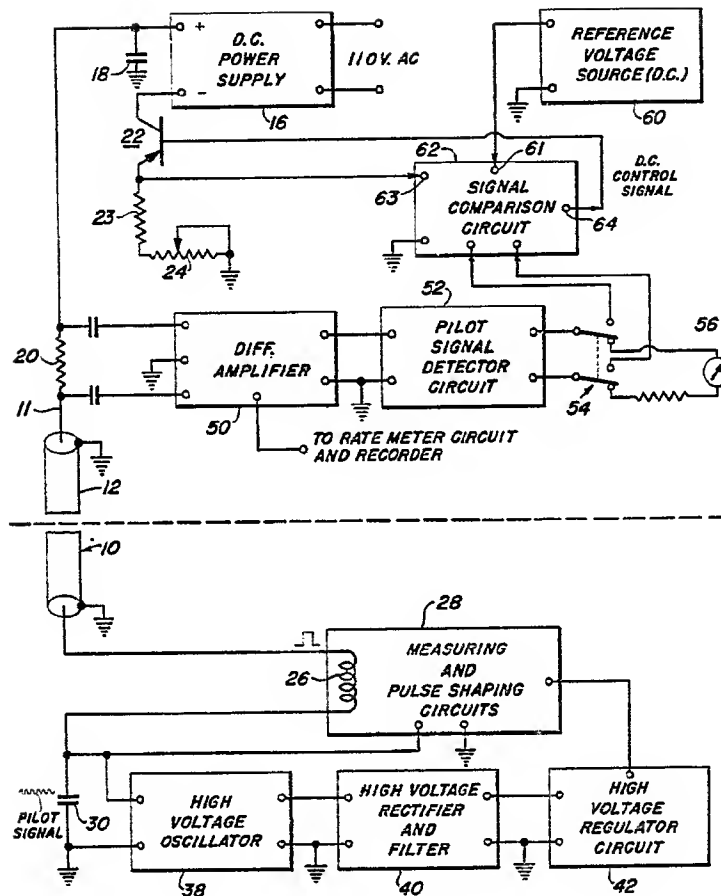 +
D.C.
POWER
SUPPLY
-
16
18
110V. AC
REFERENCE
VOLTAGE
SOURCE (D.C.)
60
22
62
61
63
SIGNAL
COMPARISON
CIRCUIT
64
D.C.
CONTROL
SIGNAL
23
24
52
56
20
DIFF.
AMPLIFIER
50
PILOT
SIGNAL
DETECTOR
CIRCUIT
54
11
TO RATE METER CIRCUIT
AND RECORDER
12
10
28
26
MEASURING
AND
PULSE SHAPING
CIRCUITS
PILOT
SIGNAL
30
HIGH
VOLTAGE
OSCILLATOR
38
HIGH VOLTAGE
RECTIFIER
AND
FILTER
40
HIGH
VOLTAGE
REGULATOR
CIRCUIT
42